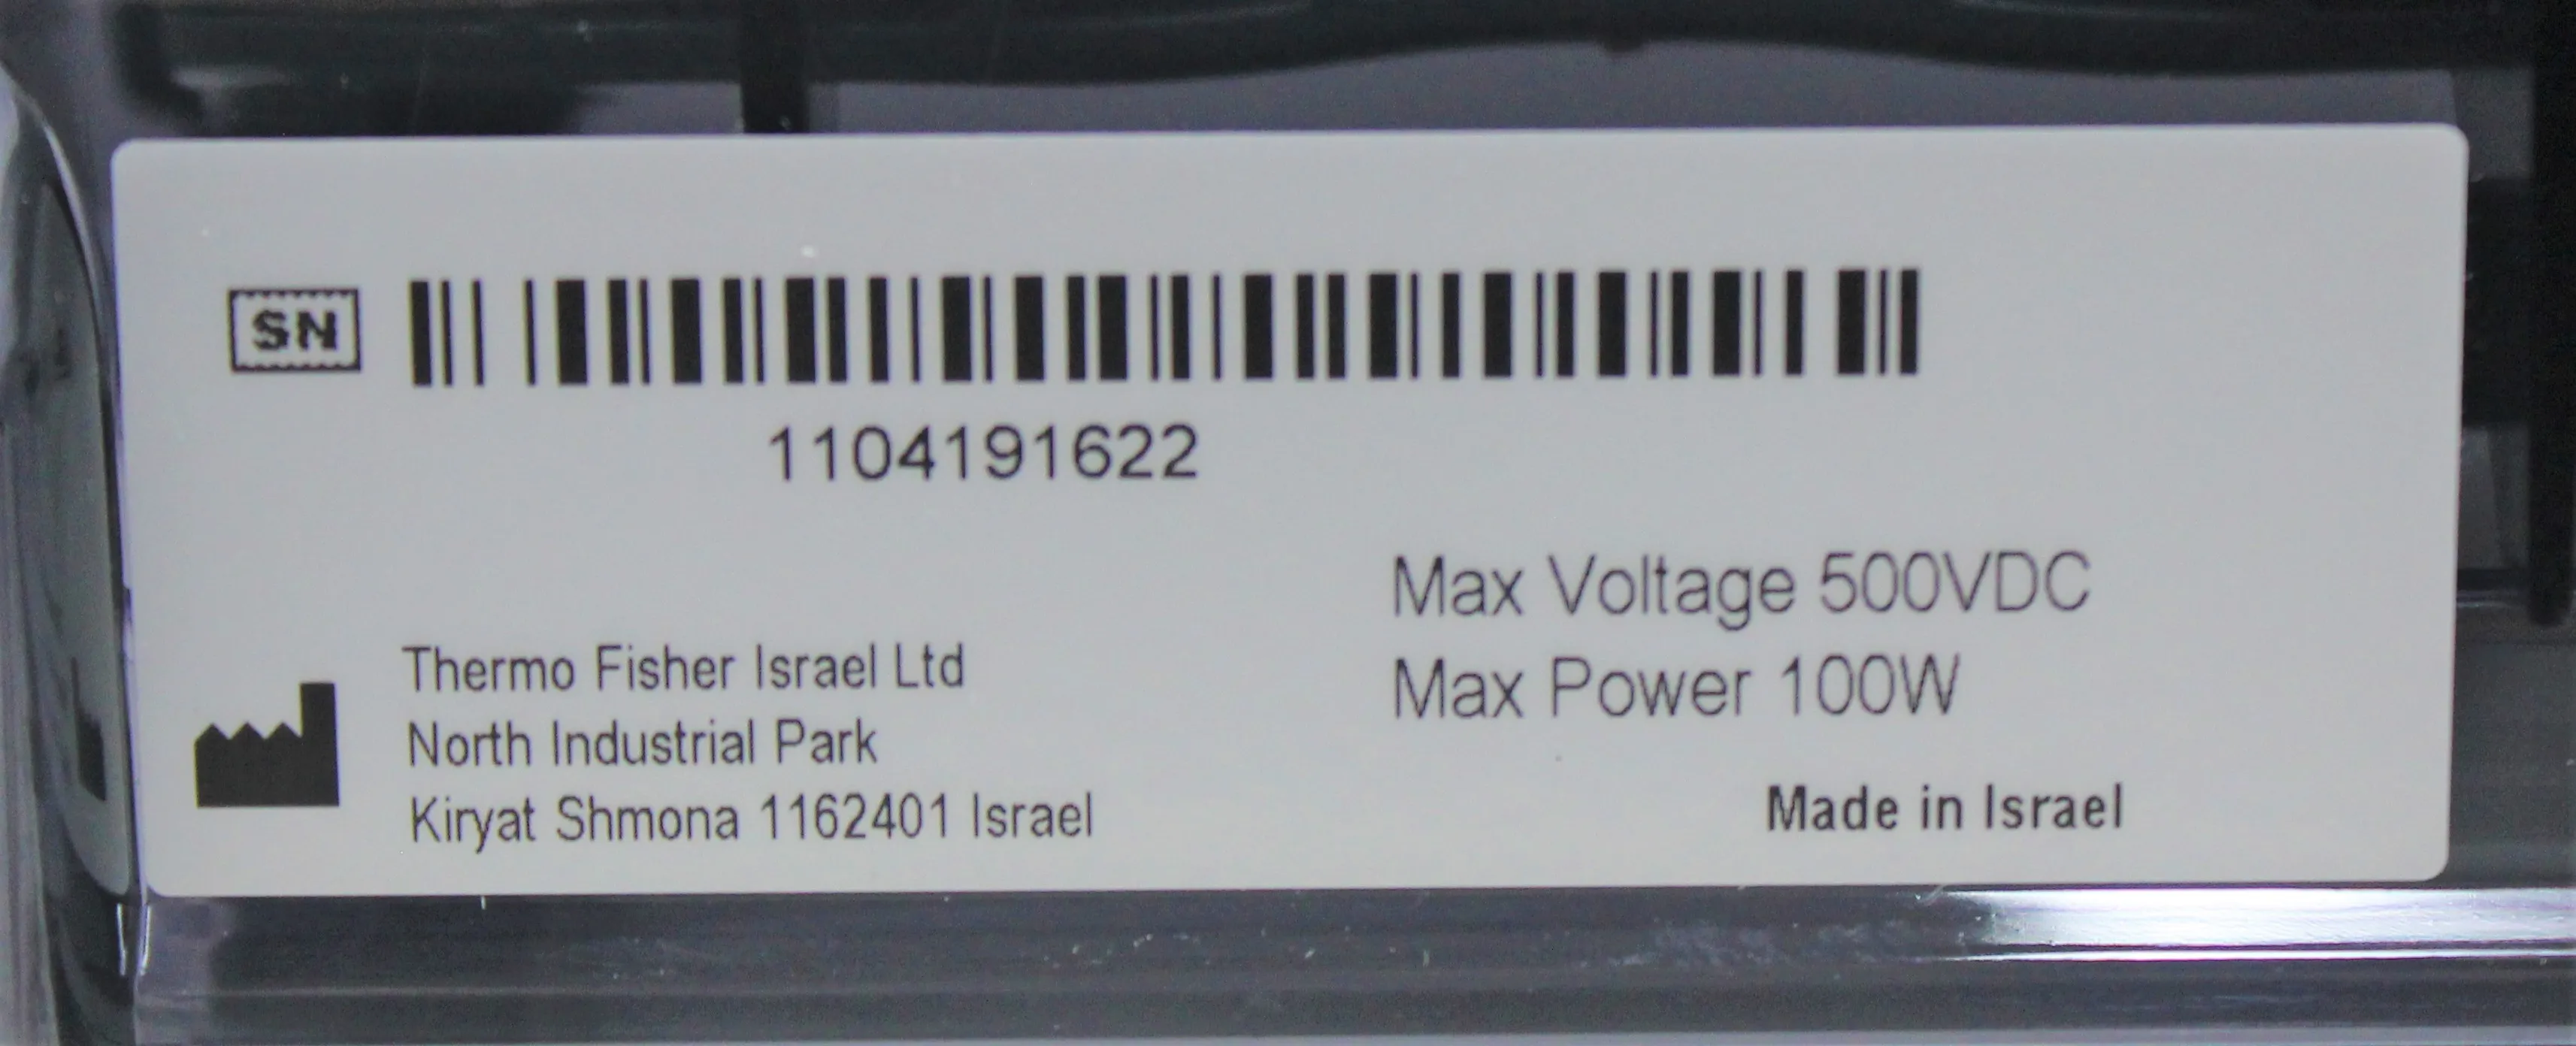 SN
1104191622
Max Voltage 500VDC
Max Power 100W
Thermo Fisher Israel Ltd
North Industrial Park
Kiryat Shmona 1162401 Israel
Made in Israel